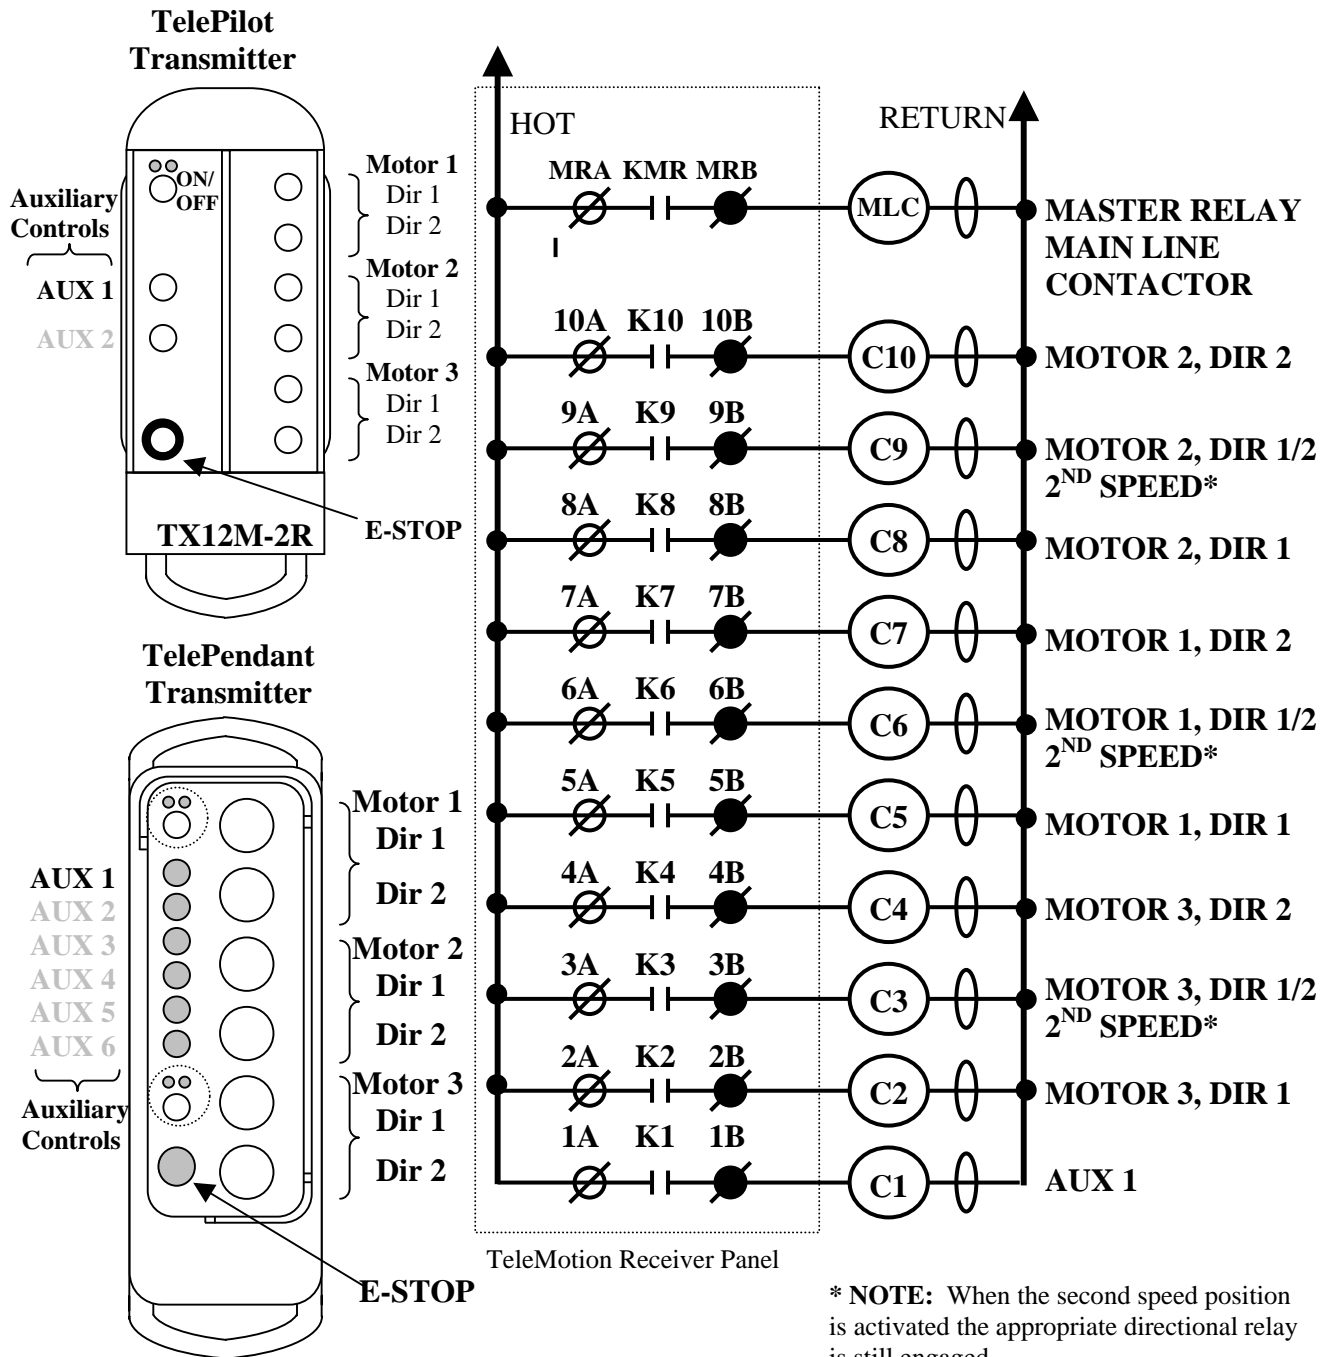 TelePilot
Transmitter
ON/
OFF
Auxiliary
Controls
AUX 1
AUX 2
Motor 1
Dir 1
Dir 2
Motor 2
Dir 1
Dir 2
Motor 3
Dir 1
Dir 2
TX12M-2R
E-STOP
TelePendant
Transmitter
AUX 1
AUX 2
AUX 3
AUX 4
AUX 5
AUX 6
Auxiliary
Controls
Motor 1
Dir 1
Dir 2
Motor 2
Dir 1
Dir 2
Motor 3
Dir 1
Dir 2
E-STOP
HOT
RETURN
MRA KMR MRB
MLC
MASTER RELAY
MAIN LINE
CONTACTOR
10A K10 10B
C10
MOTOR 2, DIR 2
9A K9 9B
C9
MOTOR 2, DIR 1/2
2ND SPEED*
8A K8 8B
C8
MOTOR 2, DIR 1
7A K7 7B
C7
MOTOR 1, DIR 2
6A K6 6B
C6
MOTOR 1, DIR 1/2
2ND SPEED*
5A K5 5B
C5
MOTOR 1, DIR 1
4A K4 4B
C4
MOTOR 3, DIR 2
3A K3 3B
C3
MOTOR 3, DIR 1/2
2ND SPEED*
2A K2 2B
C2
MOTOR 3, DIR 1
1A K1 1B
C1
AUX 1
TeleMotion Receiver Panel
* NOTE: When the second speed position
is activated the appropriate directional relay
is still engaged